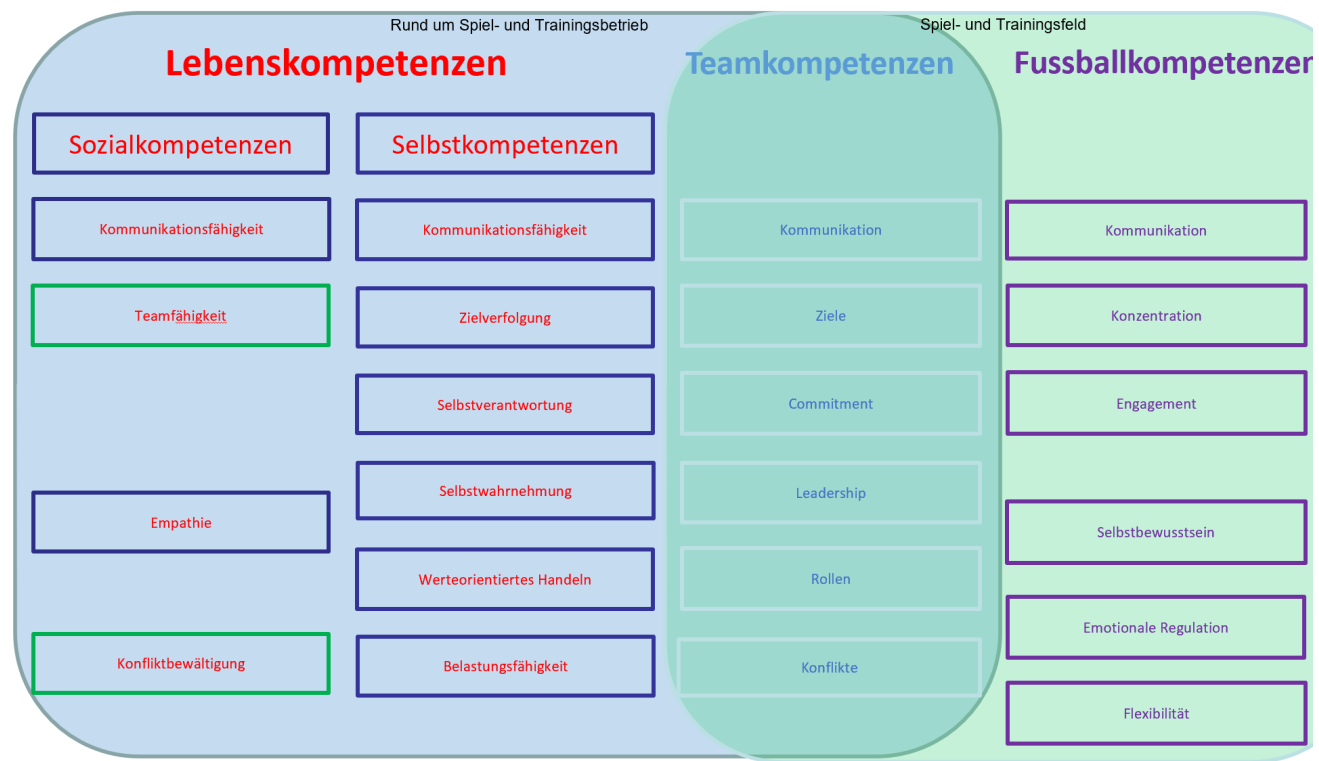 Rund um Spiel- und Trainingsbetrieb
Spiel- und Trainingsfeld
Lebenskompetenzen
Teamkompetenzen
Fussballkompetenzen
Sozialkompetenzen
Selbstkompetenzen
Kommunikationsfähigkeit
Kommunikationsfähigkeit
Kommunikation
Kommunikation
Teamfähigkeit
Zielverfolgung
Ziele
Konzentration
Selbstverantwortung
Commitment
Engagement
Selbstwahrnehmung
Leadership
Empathie
Selbstbewusstsein
Werteorientiertes Handeln
Rollen
Emotionale Regulation
Konfliktbewältigung
Belastungsfähigkeit
Konflikte
Flexibilität